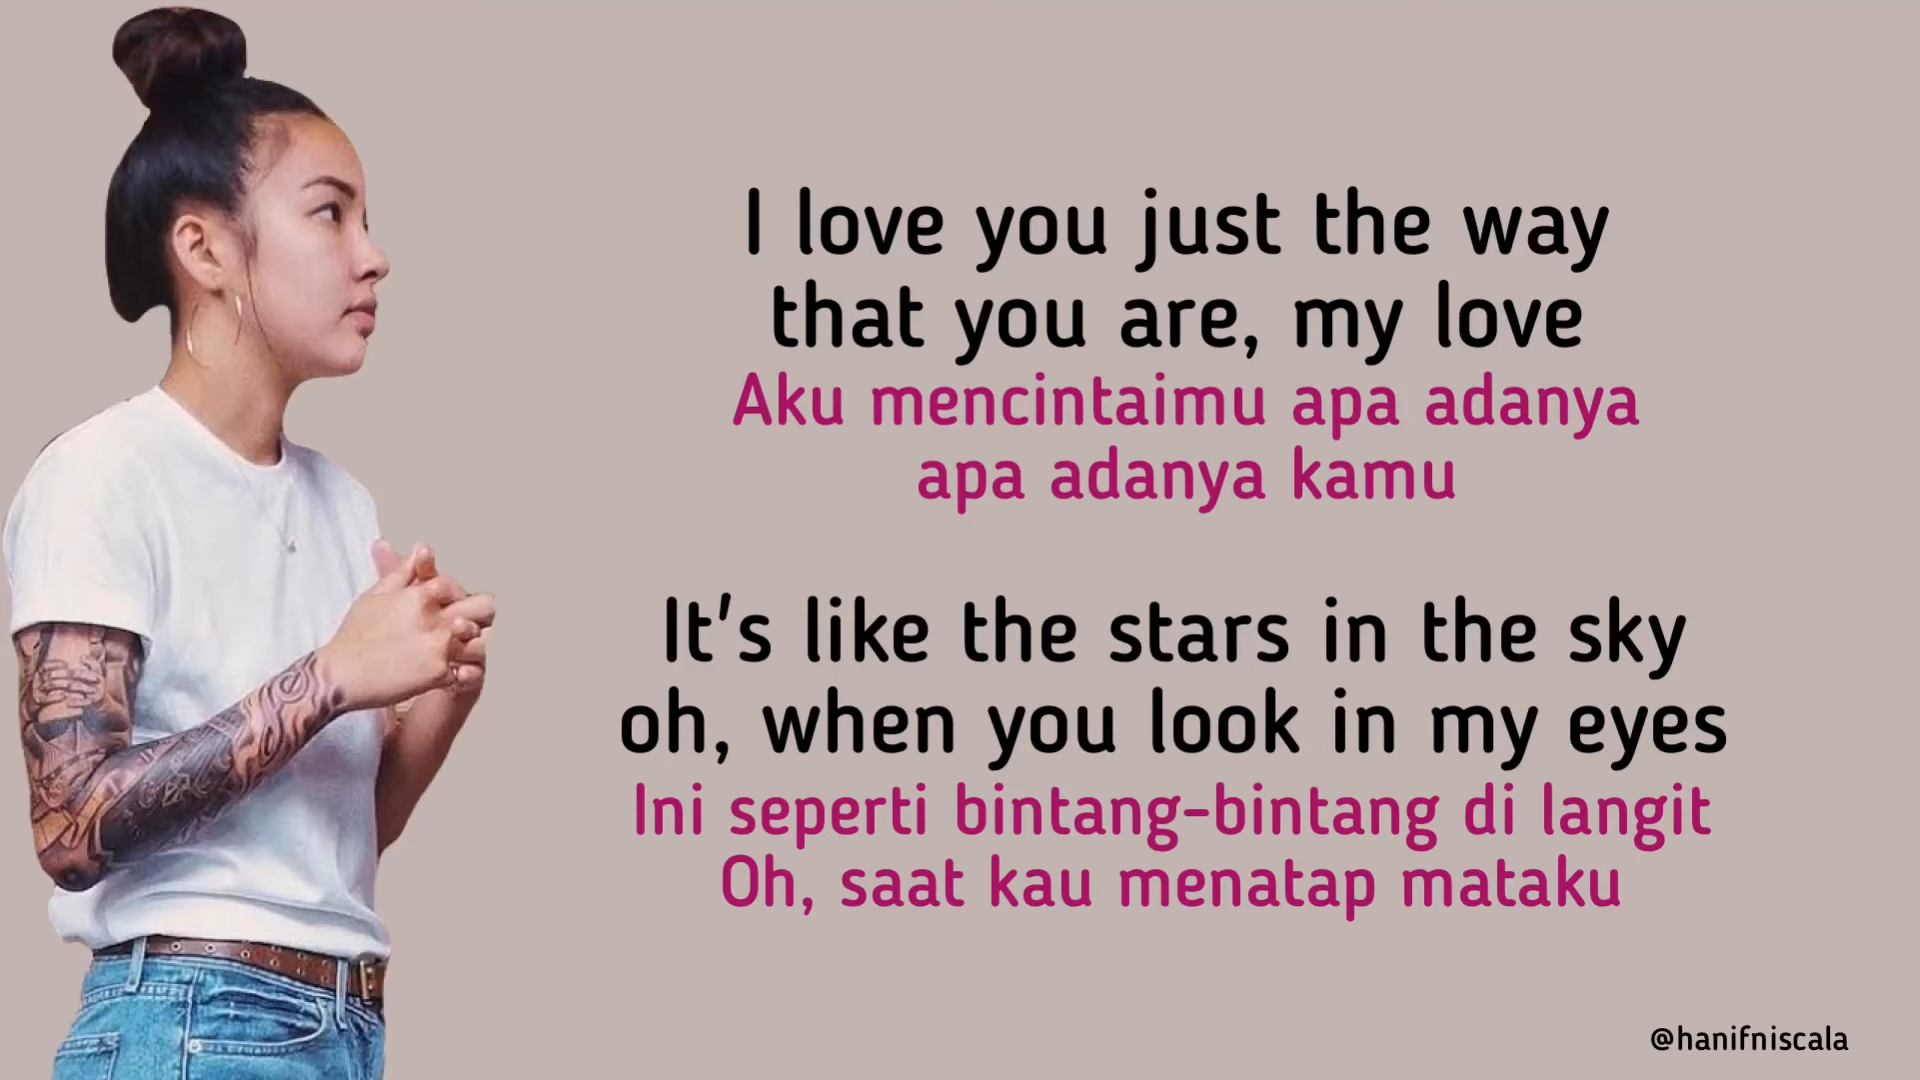 I love you just the way
that you are, my love
Aku mencintaimu apa adanya
apa adanya kamu
It's like the stars in the sky
oh, when you look in my eyes
Ini seperti bintang-bintang di langit
Oh, saat kau menatap mataku
@hanifniscala